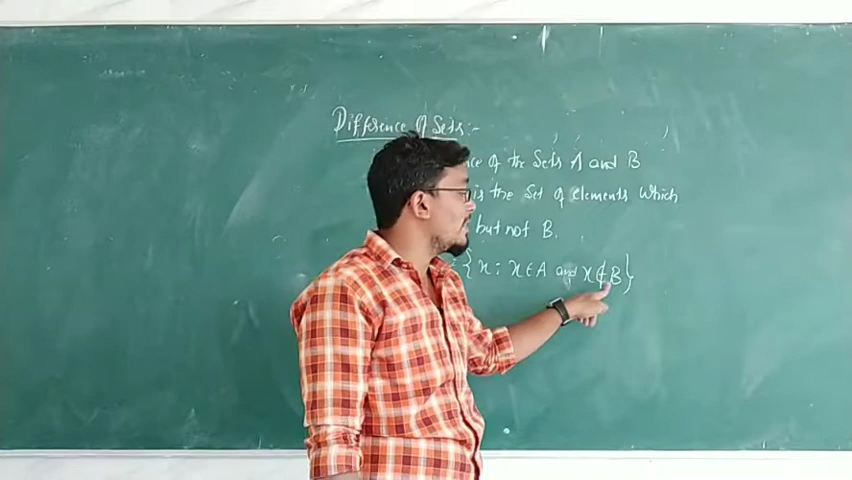 Difference of Sets :-
ce of the Sets A and B
is the Set of elements which
but not B.
= { x : x ∈ A and x ∉ B }